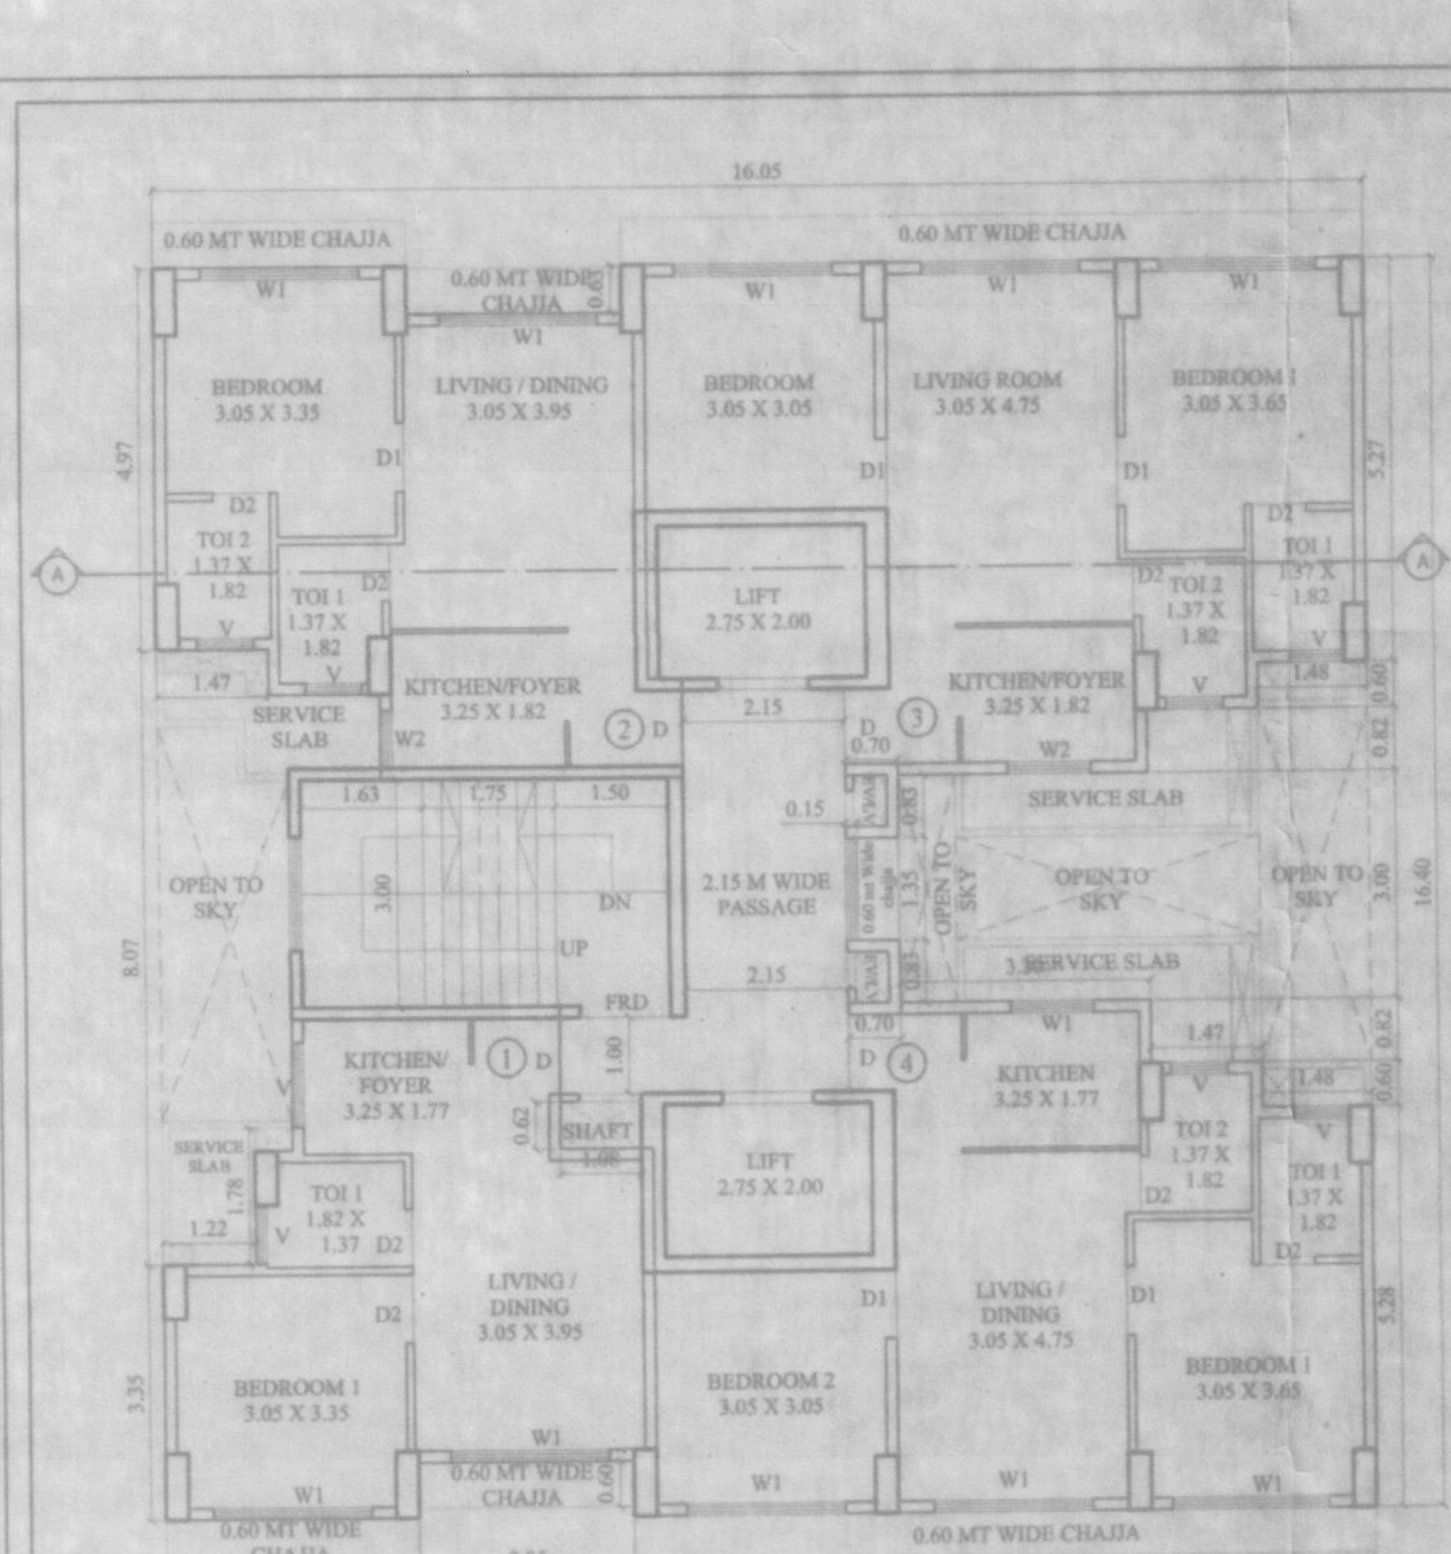 16.05
0.60 MT WIDE CHAJJA
0.60 MT WIDE CHAJJA
0.60 MT WIDE
CHAJJA
0.63
W1
W1
W1
W1
W1
BEDROOM
3.05 X 3.35
LIVING / DINING
3.05 X 3.95
BEDROOM
3.05 X 3.05
LIVING ROOM
3.05 X 4.75
BEDROOM 1
3.05 X 3.65
4.97
5.27
D1
D1
D1
D2
D2
TOI 2
1.37 X
1.82
TOI 1
1.37 X
1.82
A
A
D2
D2
TOI 1
1.37 X
1.82
LIFT
2.75 X 2.00
TOI 2
1.37 X
1.82
V
V
V
V
1.47
1.48
0.60
KITCHEN/FOYER
3.25 X 1.82
KITCHEN/FOYER
3.25 X 1.82
SERVICE
SLAB
W2
2
D
2.15
D
3
0.70
W2
0.82
1.63
1.75
1.50
0.15
0.83
SERVICE SLAB
OPEN TO
SKY
3.00
DN
UP
2.15 M WIDE
PASSAGE
0.60 mt Wide
chajja
1.35
OPEN TO
SKY
OPEN TO
SKY
OPEN TO
SKY
3.00
16.40
8.07
2.15
0.83
SERVICE SLAB
FRD
0.70
W1
1.47
0.82
KITCHEN/
FOYER
3.25 X 1.77
1
D
1.00
D
4
KITCHEN
3.25 X 1.77
V
V
1.48
0.60
0.62
SHAFT
1.08
SERVICE
SLAB
1.78
1.22
TOI 1
1.82 X
1.37
V
D2
LIFT
2.75 X 2.00
TOI 2
1.37 X
1.82
D2
V
TOI 1
1.37 X
1.82
D2
D2
LIVING /
DINING
3.05 X 3.95
D1
LIVING /
DINING
3.05 X 4.75
D1
5.28
3.35
BEDROOM 1
3.05 X 3.35
BEDROOM 2
3.05 X 3.05
BEDROOM 1
3.05 X 3.65
W1
W1
W1
W1
W1
0.60 MT WIDE
CHAJJA
0.60
0.60 MT WIDE
CHAJJA
0.60 MT WIDE CHAJJA